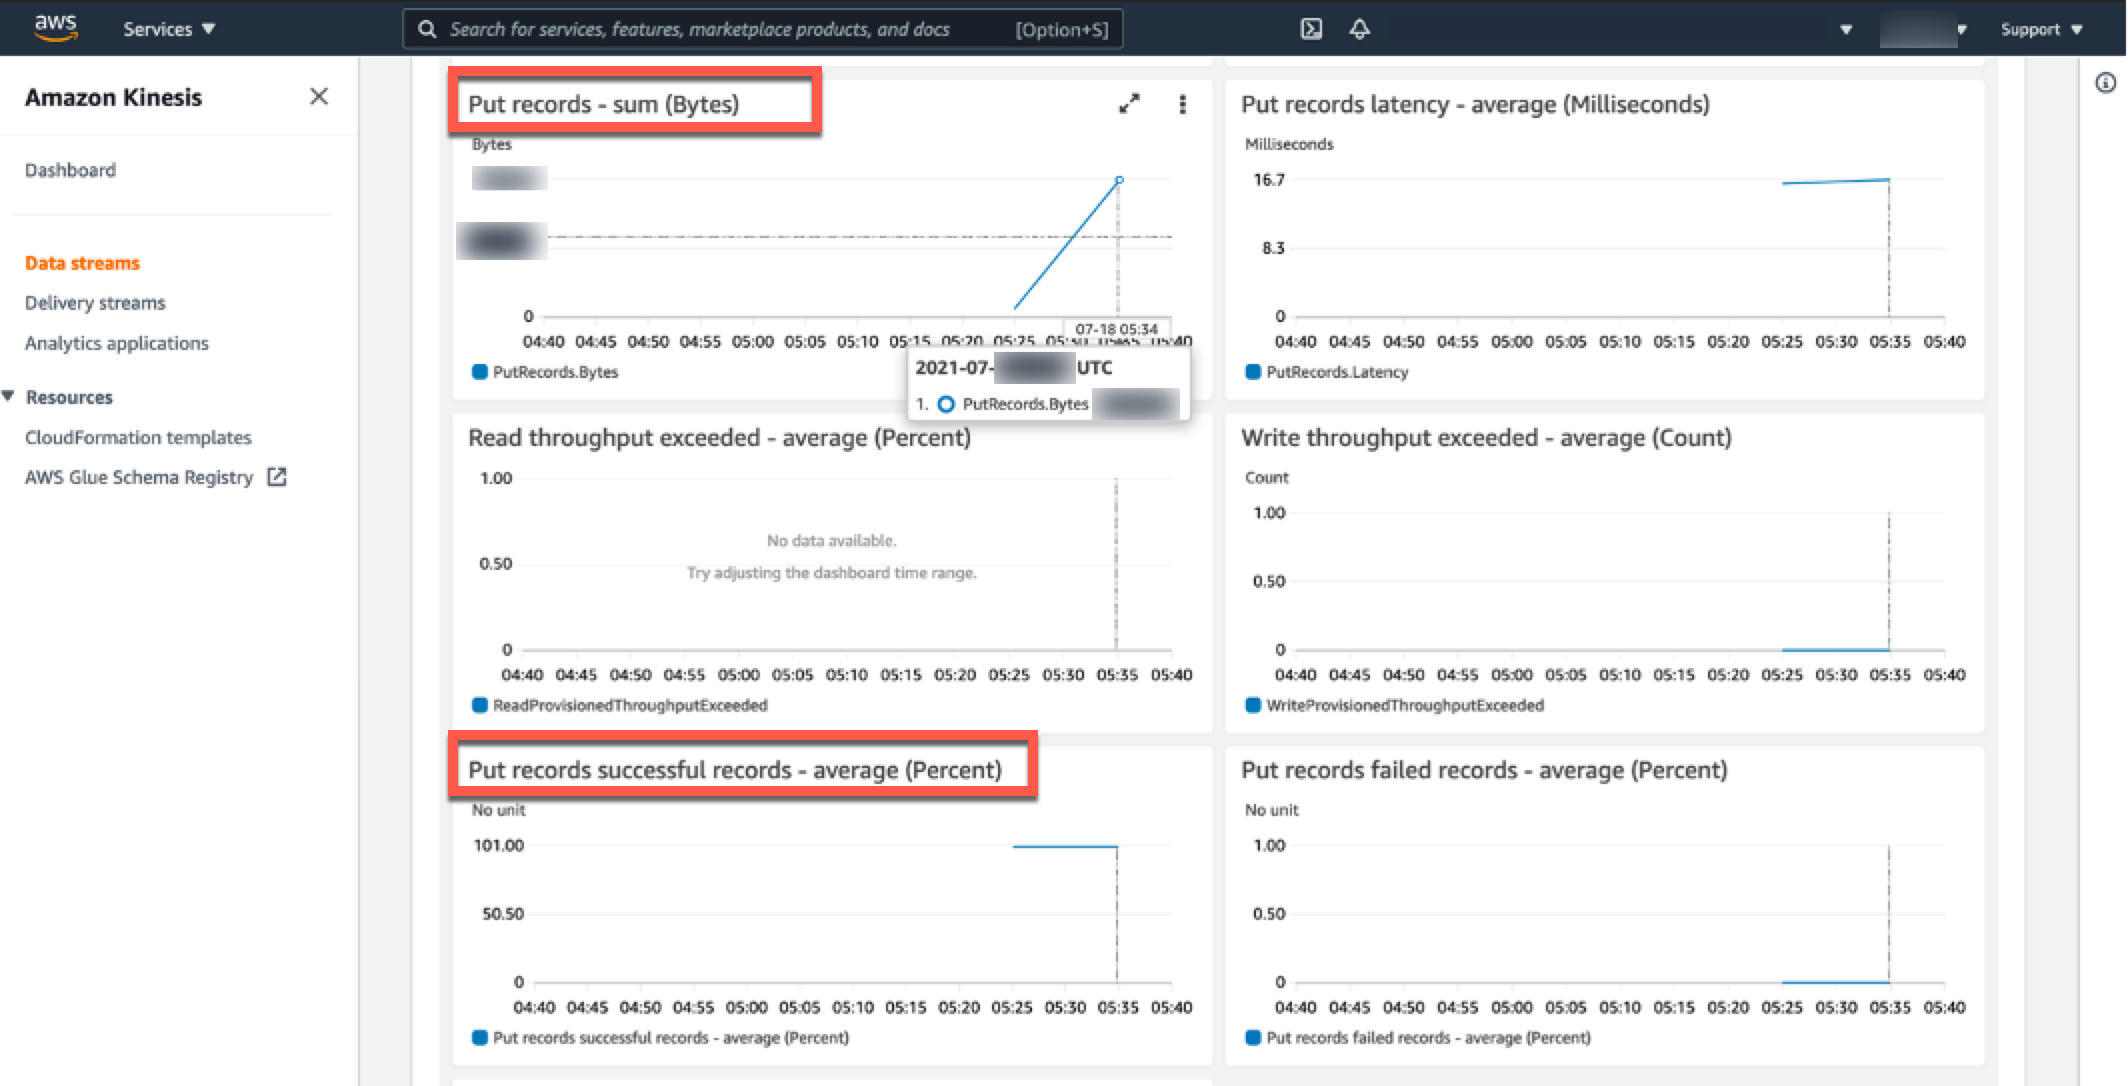 aws
Services ▼
Search for services, features, marketplace products, and docs [Option+S]
Support ▼
Amazon Kinesis
Dashboard
Data streams
Delivery streams
Analytics applications
Resources
CloudFormation templates
AWS Glue Schema Registry
Put records - sum (Bytes)
Bytes
0
04:40 04:45 04:50 04:55 05:00 05:05 05:10 05:15 05:20 05:25
07-18 05:34
PutRecords.Bytes
2021-07- UTC
1. PutRecords.Bytes
Put records latency - average (Milliseconds)
Milliseconds
16.7
8.3
0
04:40 04:45 04:50 04:55 05:00 05:05 05:10 05:15 05:20 05:25 05:30 05:35 05:40
PutRecords.Latency
Read throughput exceeded - average (Percent)
1.00
0.50
0
No data available.
Try adjusting the dashboard time range.
04:40 04:45 04:50 04:55 05:00 05:05 05:10 05:15 05:20 05:25 05:30 05:35 05:40
ReadProvisionedThroughputExceeded
Write throughput exceeded - average (Count)
Count
1.00
0.50
0
04:40 04:45 04:50 04:55 05:00 05:05 05:10 05:15 05:20 05:25 05:30 05:35 05:40
WriteProvisionedThroughputExceeded
Put records successful records - average (Percent)
No unit
101.00
50.50
0
04:40 04:45 04:50 04:55 05:00 05:05 05:10 05:15 05:20 05:25 05:30 05:35 05:40
Put records successful records - average (Percent)
Put records failed records - average (Percent)
No unit
1.00
0.50
0
04:40 04:45 04:50 04:55 05:00 05:05 05:10 05:15 05:20 05:25 05:30 05:35 05:40
Put records failed records - average (Percent)